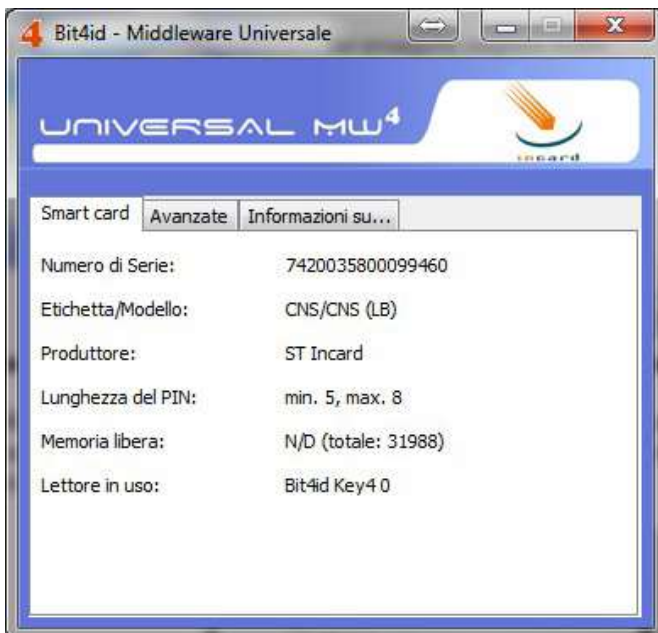 4 Bit4id - Middleware Universale
UNIVERSAL MW4
incard
Smart card Avanzate Informazioni su...
Numero di Serie: 7420035800099460
Etichetta/Modello: CNS/CNS (LB)
Produttore: ST Incard
Lunghezza del PIN: min. 5, max. 8
Memoria libera: N/D (totale: 31988)
Lettore in uso: Bit4id Key4 0